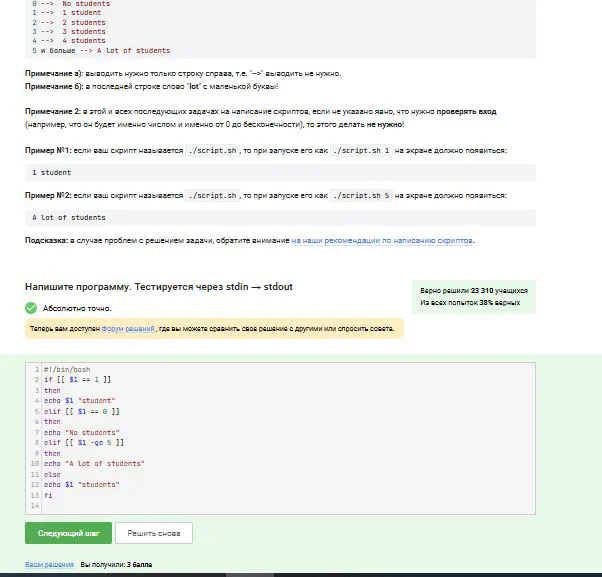 0 --> No students
1 --> 1 student
2 --> 2 students
3 --> 3 students
4 --> 4 students
5 и больше --> A lot of students
Примечание а): выводить нужно только строку справа, т.е. "-->" выводить не нужно.
Примечание б): в последней строке слово "lot" с маленькой буквы!
Примечание 2: в этой и всех последующих задачах на написание скриптов, если не указано явно, что нужно проверять вход
(например, что он будет именно числом и именно от 0 до бесконечности), то этого делать не нужно!
Пример №1: если ваш скрипт называется ./script.sh, то при запуске его как ./script.sh 1 на экране должно появиться:
1 student
Пример №2: если ваш скрипт называется ./script.sh, то при запуске его как ./script.sh 5 на экране должно появиться:
A lot of students
Подсказка: в случае проблем с решением задачи, обратите внимание на наши рекомендации по написанию скриптов.
Напишите программу. Тестируется через stdin → stdout
Верно решили 23 310 учащихся
Из всех попыток 38% верных
Абсолютно точно.
Теперь вам доступен Форум решений, где вы можете сравнить свое решение с другими или спросить совета.
1 #!/bin/bash
2 if [[ $1 == 1 ]]
3 then
4 echo $1 "student"
5 elif [[ $1 == 0 ]]
6 then
7 echo "No students"
8 elif [[ $1 -ge 5 ]]
9 then
10 echo "A lot of students"
11 else
12 echo $1 "students"
13 fi
14
Следующий шаг
Решить снова
Ваши решения Вы получили: 3 балла